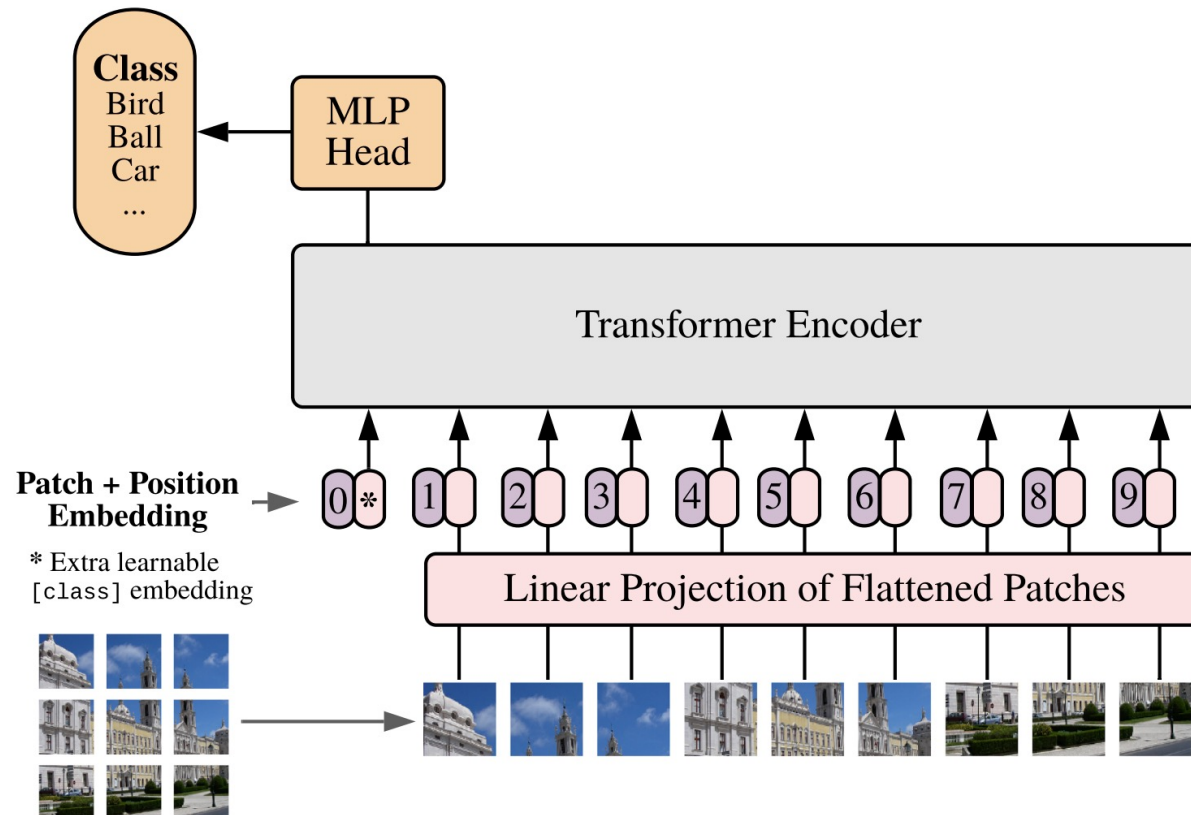 Class
Bird
Ball
Car
...
MLP
Head
Transformer Encoder
Patch + Position
Embedding
0 * 1 2 3 4 5 6 7 8 9
* Extra learnable
[class] embedding
Linear Projection of Flattened Patches